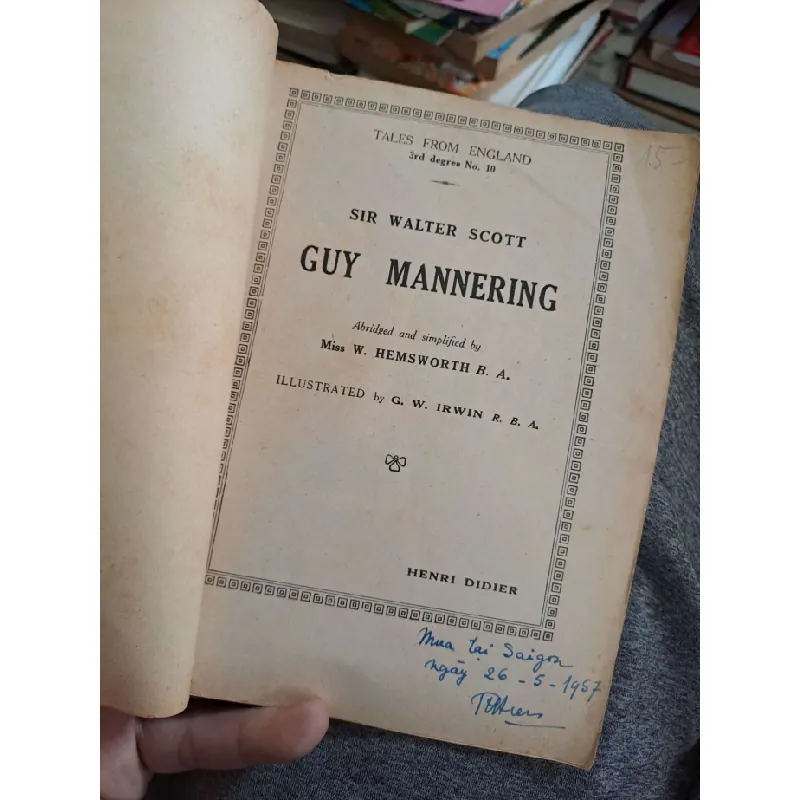 TALES FROM ENGLAND
3rd degree No. 10
15-
SIR WALTER SCOTT
GUY MANNERING
Abridged and simplified by
Miss W. HEMSWORTH B. A.
ILLUSTRATED by G. W. IRWIN R. B. A.
HENRI DIDIER
Mua tại Saigon
ngày 26-5-1957